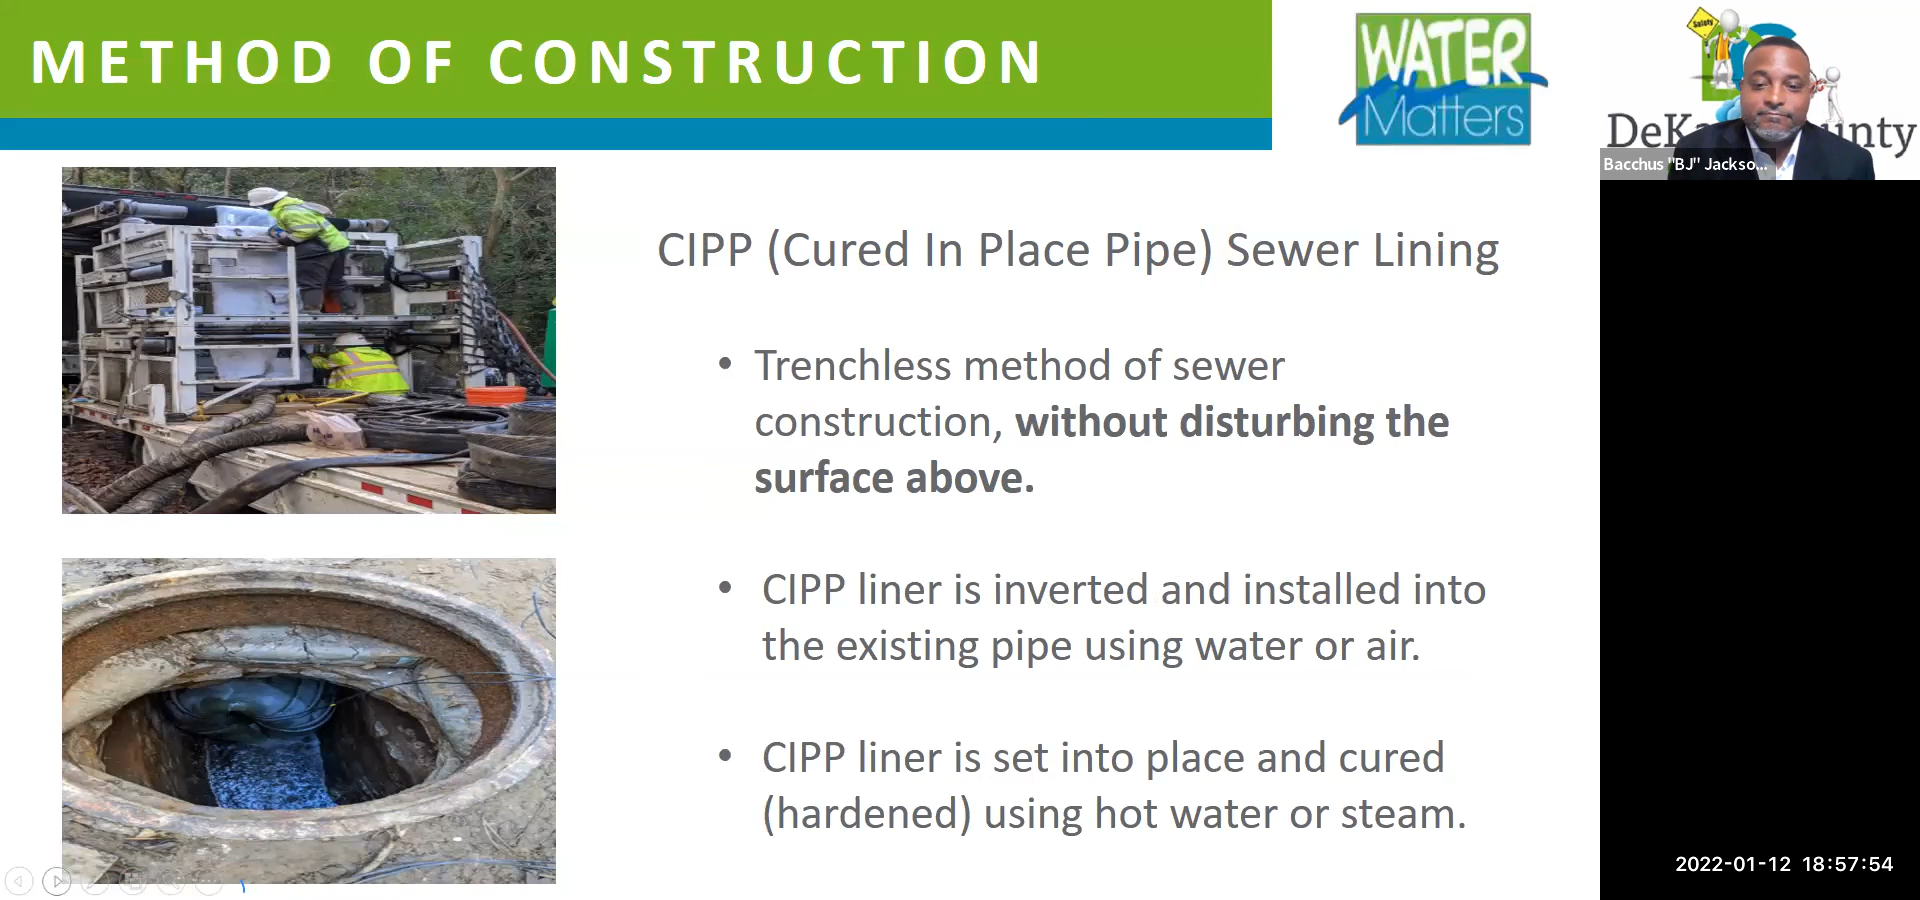 METHOD OF CONSTRUCTION
WATER
Matters
Safety
DeKa unty
Bacchus "BJ" Jackso...
CIPP (Cured In Place Pipe) Sewer Lining
• Trenchless method of sewer
construction, without disturbing the
surface above.
• CIPP liner is inverted and installed into
the existing pipe using water or air.
• CIPP liner is set into place and cured
(hardened) using hot water or steam.
2022-01-12 18:57:54